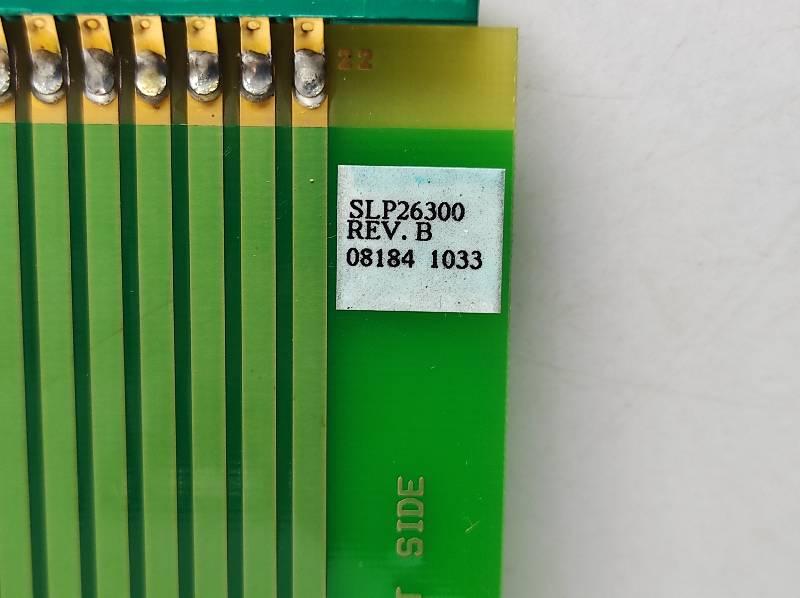 22
SLP26300
REV. B
08184 1033
SIDE